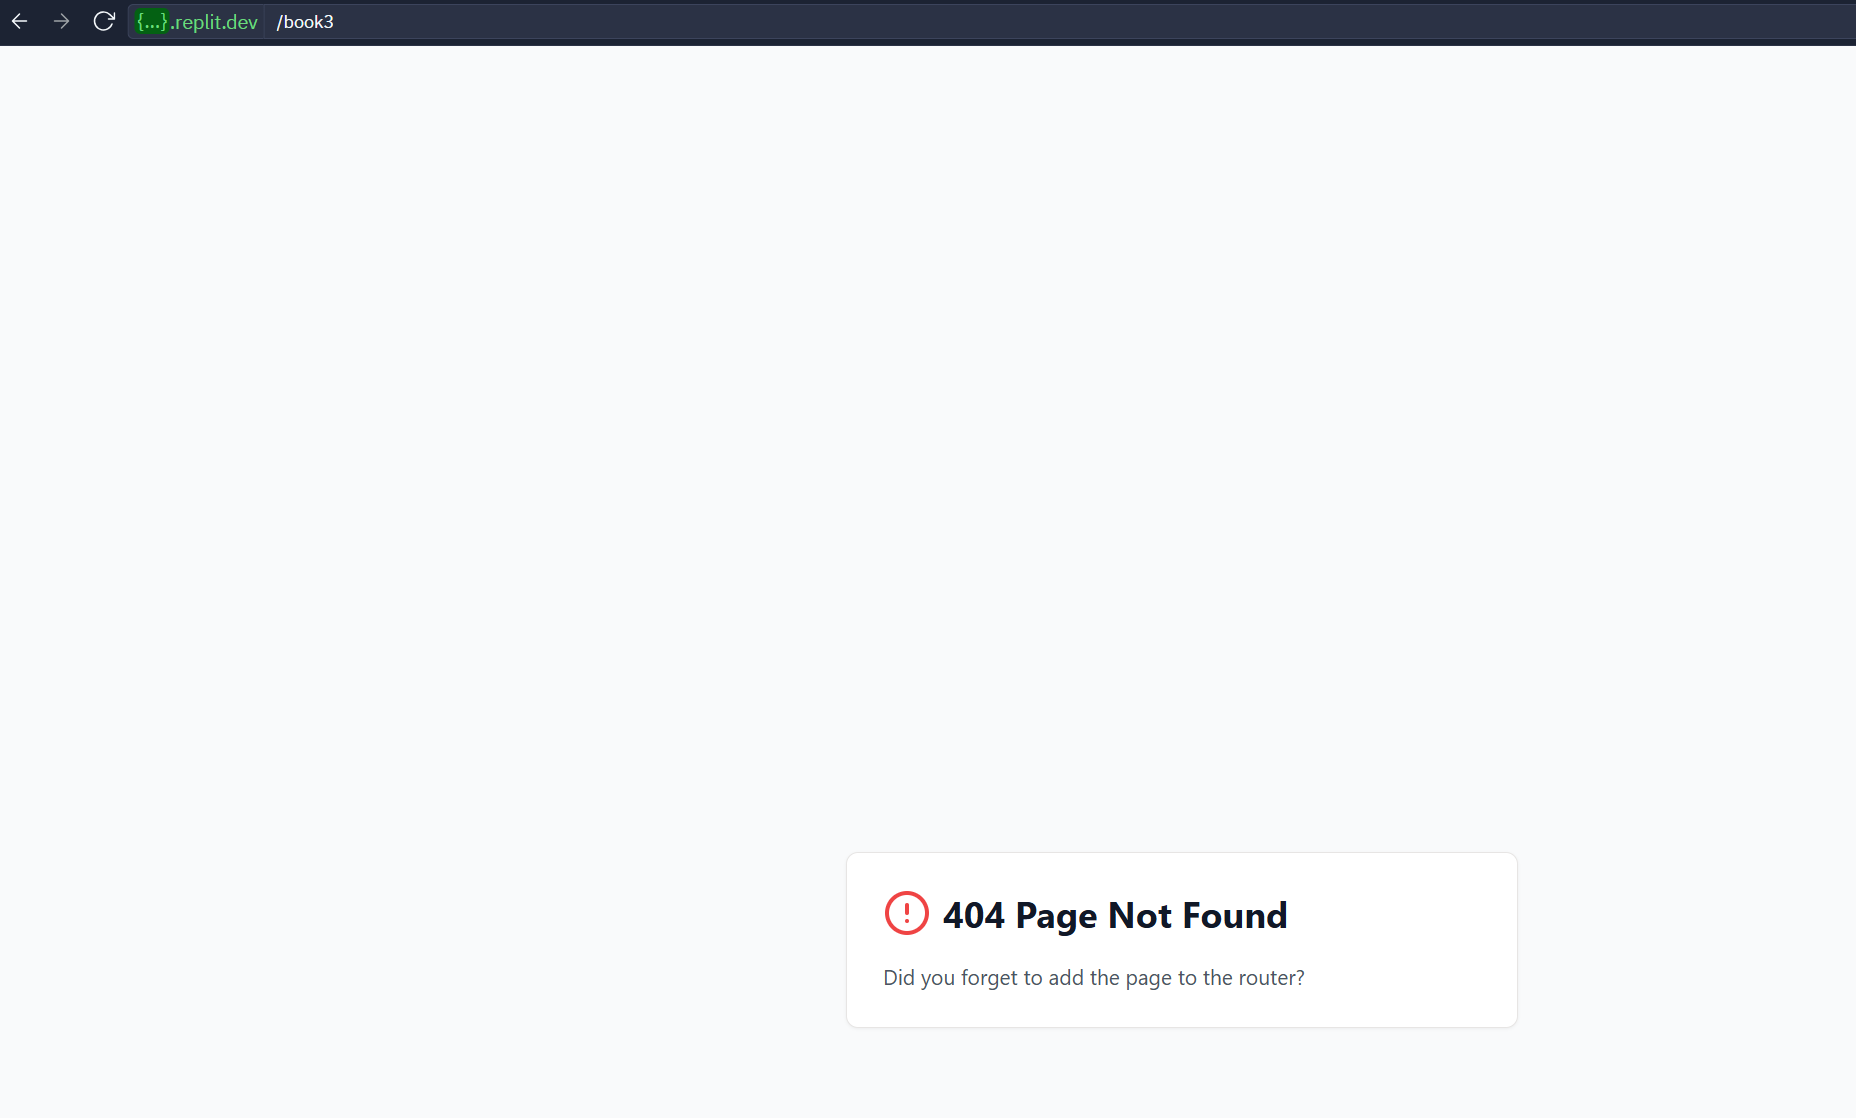 {...}.replit.dev /book3
404 Page Not Found
Did you forget to add the page to the router?